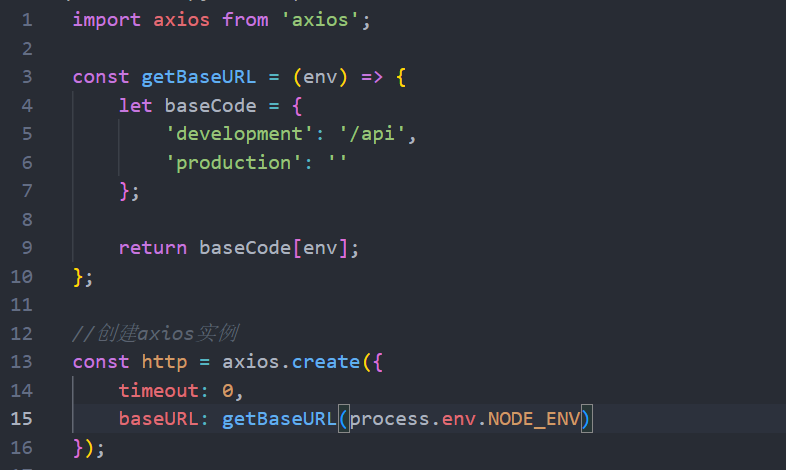 1 import axios from 'axios';
2
3 const getBaseURL = (env) => {
4     let baseCode = {
5         'development': '/api',
6         'production': ''
7     };
8
9     return baseCode[env];
10 };
11
12 //创建axios实例
13 const http = axios.create({
14     timeout: 0,
15     baseURL: getBaseURL(process.env.NODE_ENV)
16 });